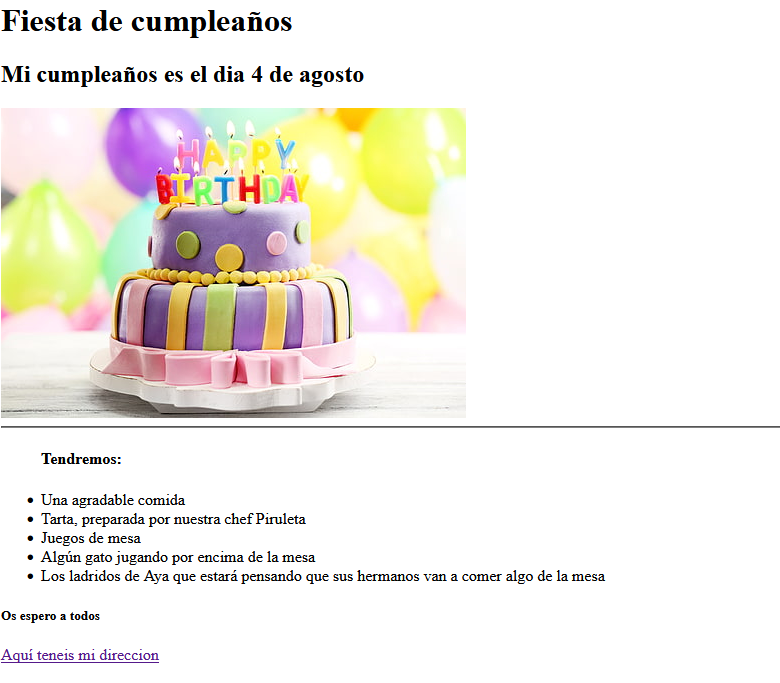 Fiesta de cumpleaños
Mi cumpleaños es el dia 4 de agosto
HAPPY
BIRTHDAY
Tendremos:
Una agradable comida
Tarta, preparada por nuestra chef Piruleta
Juegos de mesa
Algún gato jugando por encima de la mesa
Los ladridos de Aya que estará pensando que sus hermanos van a comer algo de la mesa
Os espero a todos
Aquí teneis mi direccion